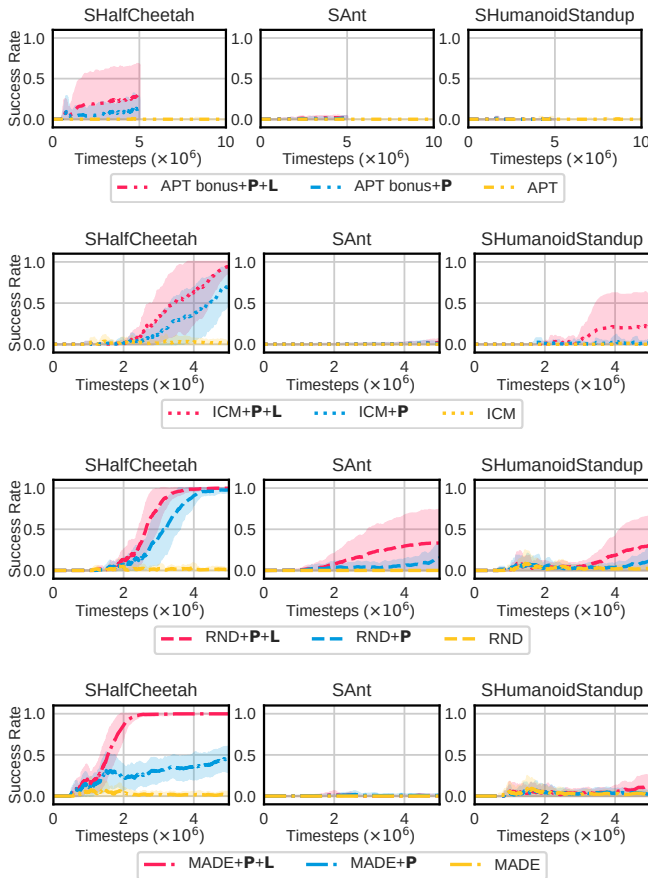 SHalfCheetah SAnt SHumanoidStandup
Success Rate
1.0 1.0 1.0
0.5 0.5 0.5
0.0 0.0 0.0
0 5 10 0 5 10 0 5 10
Timesteps (×10⁶) Timesteps (×10⁶) Timesteps (×10⁶)
APT bonus+P+L APT bonus+P APT
SHalfCheetah SAnt SHumanoidStandup
Success Rate
1.0 1.0 1.0
0.5 0.5 0.5
0.0 0.0 0.0
0 2 4 0 2 4 0 2 4
Timesteps (×10⁶) Timesteps (×10⁶) Timesteps (×10⁶)
ICM+P+L ICM+P ICM
SHalfCheetah SAnt SHumanoidStandup
Success Rate
1.0 1.0 1.0
0.5 0.5 0.5
0.0 0.0 0.0
0 2 4 0 2 4 0 2 4
Timesteps (×10⁶) Timesteps (×10⁶) Timesteps (×10⁶)
RND+P+L RND+P RND
SHalfCheetah SAnt SHumanoidStandup
Success Rate
1.0 1.0 1.0
0.5 0.5 0.5
0.0 0.0 0.0
0 2 4 0 2 4 0 2 4
Timesteps (×10⁶) Timesteps (×10⁶) Timesteps (×10⁶)
MADE+P+L MADE+P MADE